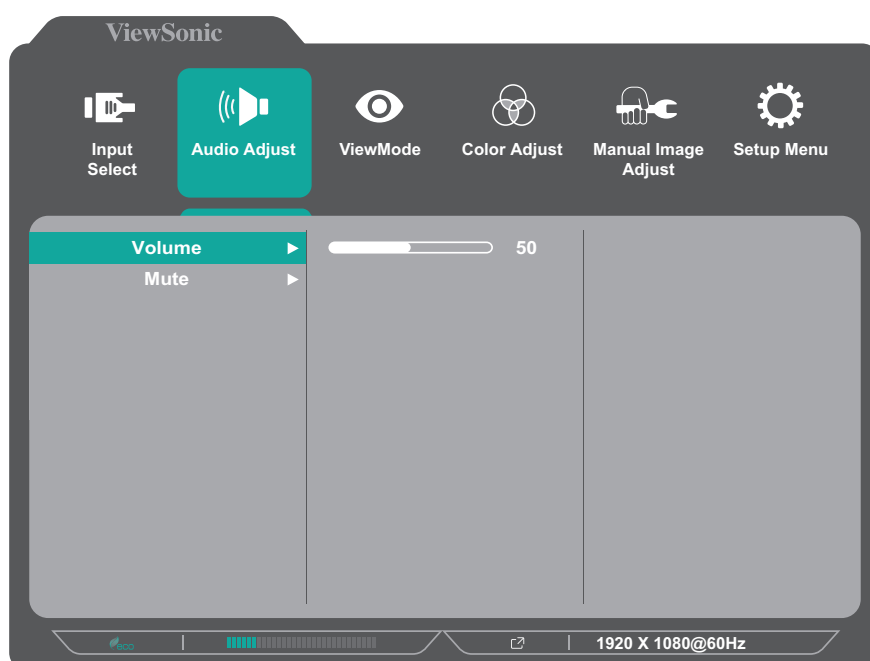 ViewSonic
Input
Select
Audio Adjust
ViewMode
Color Adjust
Manual Image
Adjust
Setup Menu
Volume
50
Mute
eco
1920 X 1080@60Hz